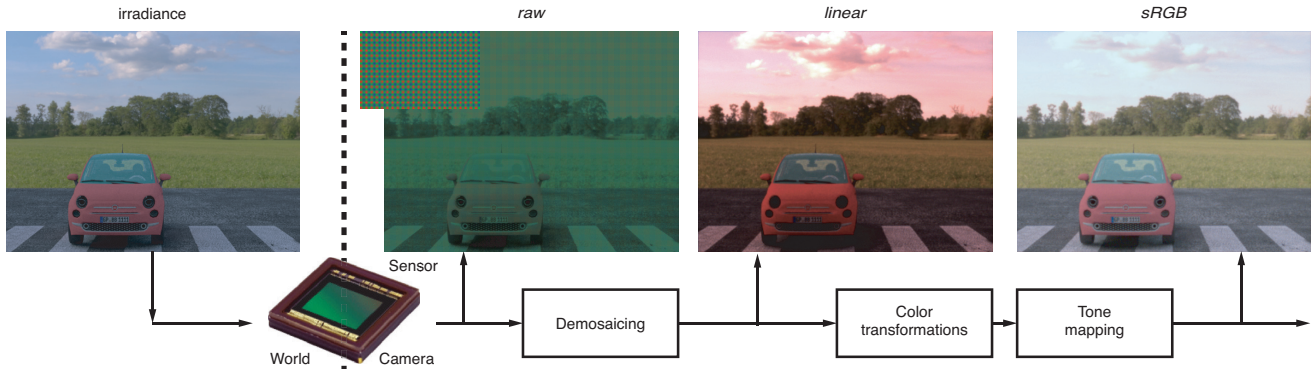 irradiance
raw
linear
sRGB
Sensor
World
Camera
Demosaicing
Color
transformations
Tone
mapping